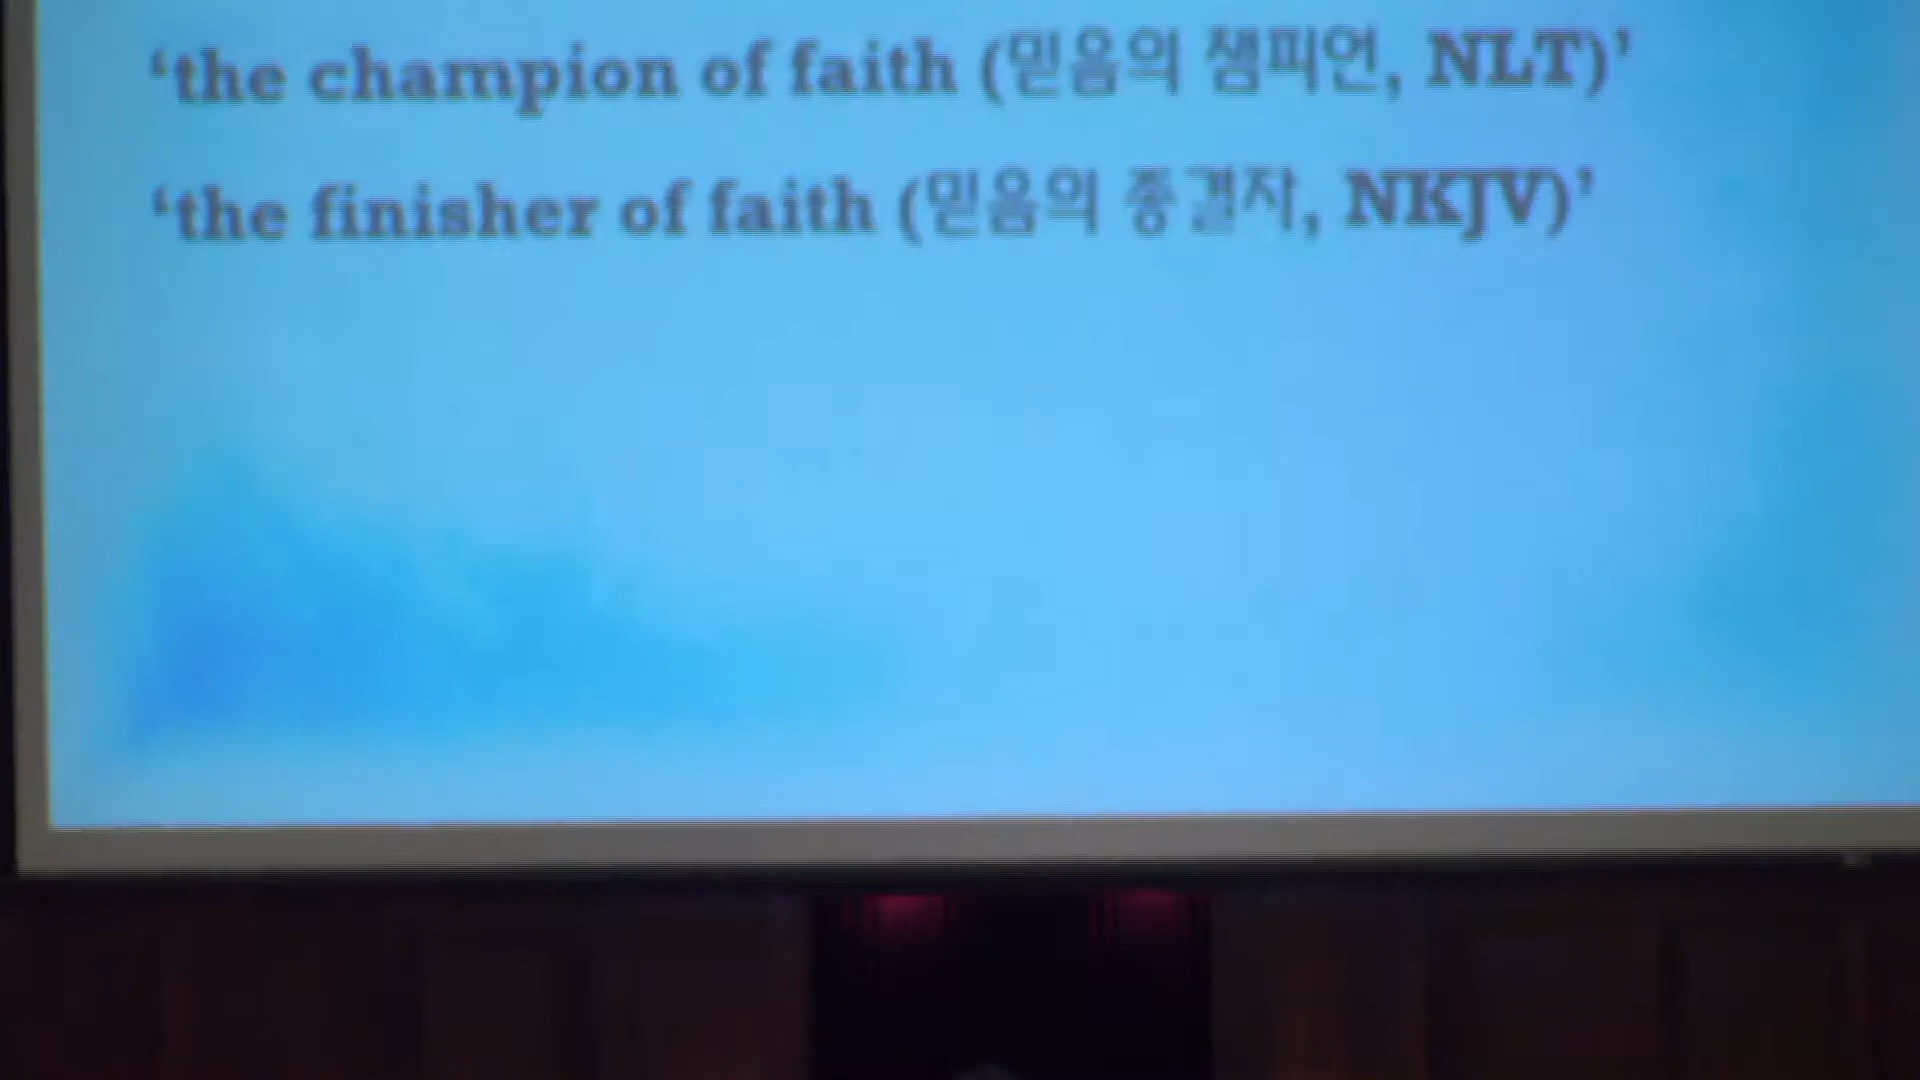 ‘the champion of faith (믿음의 챔피언, NLT)’
‘the finisher of faith (믿음의 종결자, NKJV)’